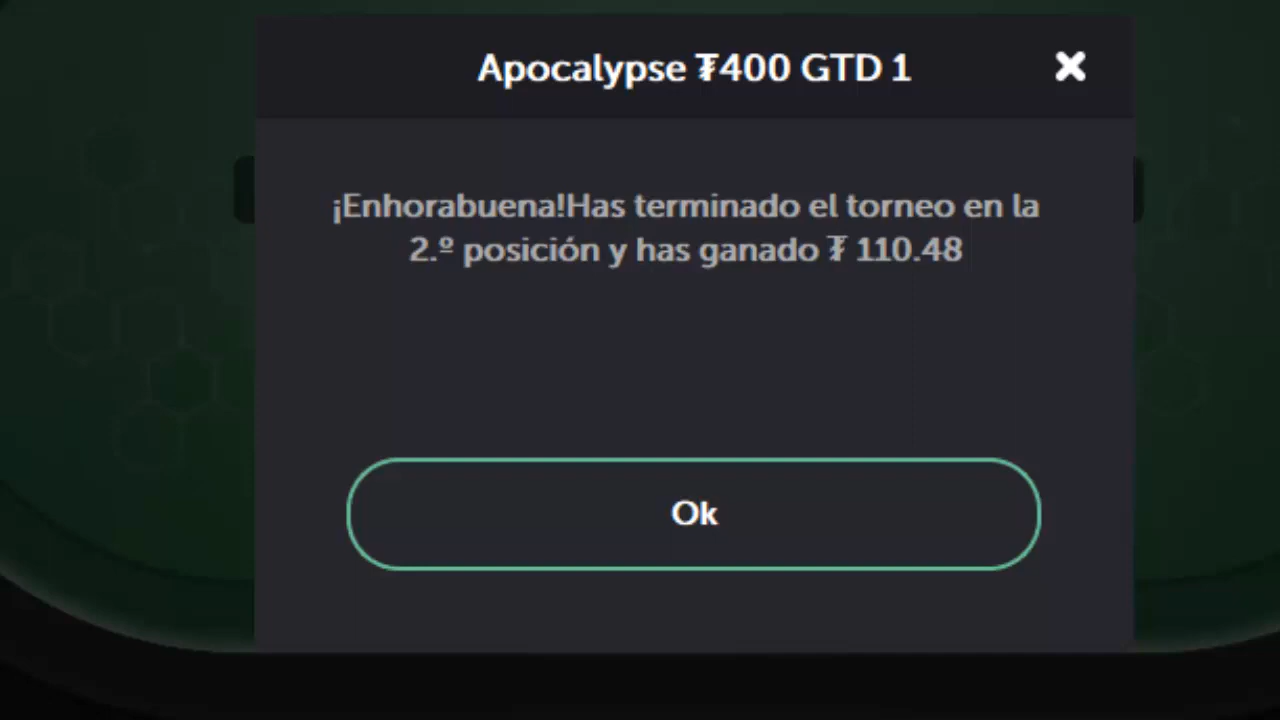 Apocalypse ₮400 GTD 1
¡Enhorabuena!Has terminado el torneo en la
2.º posición y has ganado ₮ 110.48
Ok